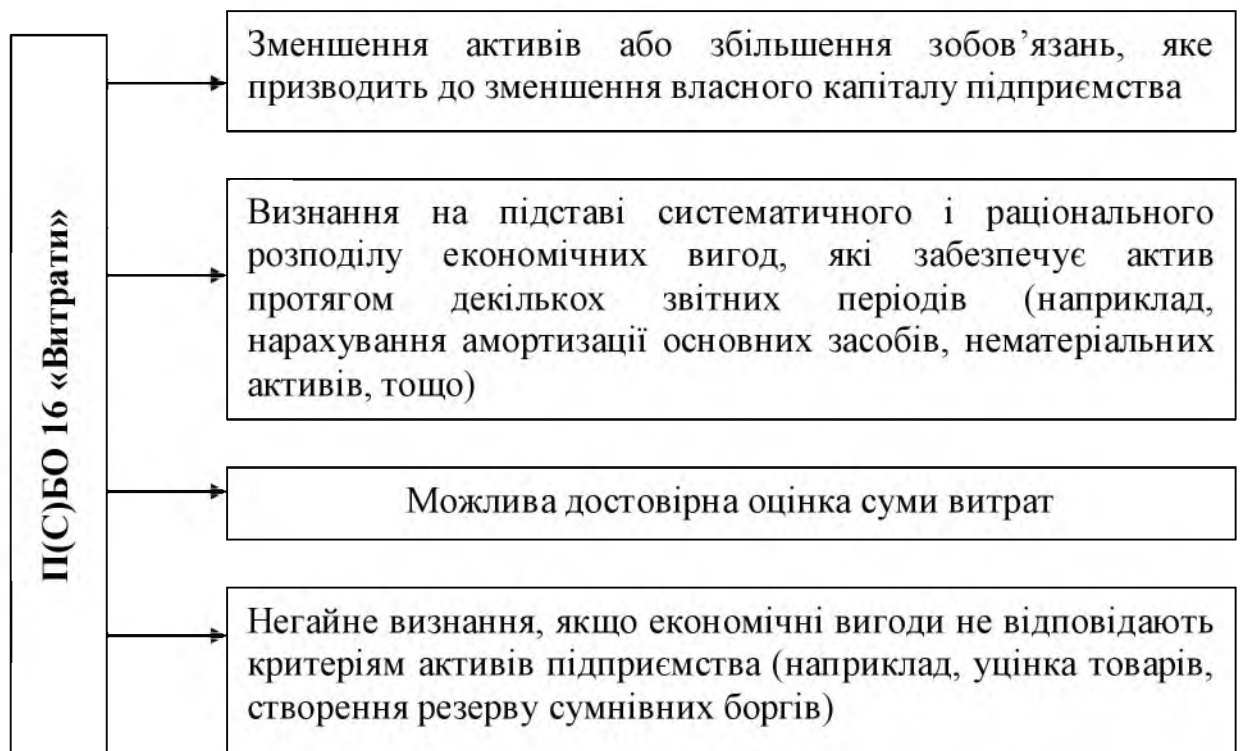 П(С)БО 16 «Витрати»
Зменшення активів або збільшення зобов’язань, яке
призводить до зменшення власного капіталу підприємства
Визнання на підставі систематичного і раціонального
розподілу економічних вигод, які забезпечує актив
протягом декількох звітних періодів (наприклад,
нарахування амортизації основних засобів, нематеріальних
активів, тощо)
Можлива достовірна оцінка суми витрат
Негайне визнання, якщо економічні вигоди не відповідають
критеріям активів підприємства (наприклад, уцінка товарів,
створення резерву сумнівних боргів)